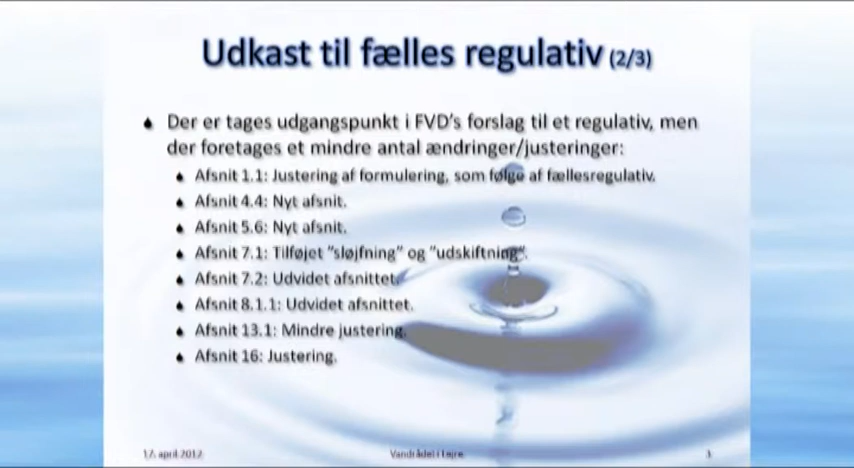 Udkast til fælles regulativ (2/3)
Der er tages udgangspunkt i FVD's forslag til et regulativ, men
der foretages et mindre antal ændringer/justeringer:
Afsnit 1.1: Justering af formulering, som følge af fællesregulativ.
Afsnit 4.4: Nyt afsnit.
Afsnit 5.6: Nyt afsnit.
Afsnit 7.1: Tilføjet "sløjfning" og "udskiftning".
Afsnit 7.2: Udvidet afsnittet.
Afsnit 8.1.1: Udvidet afsnittet.
Afsnit 13.1: Mindre justering.
Afsnit 16: Justering.
17. april 2012
Vandrådet i Lejre
3